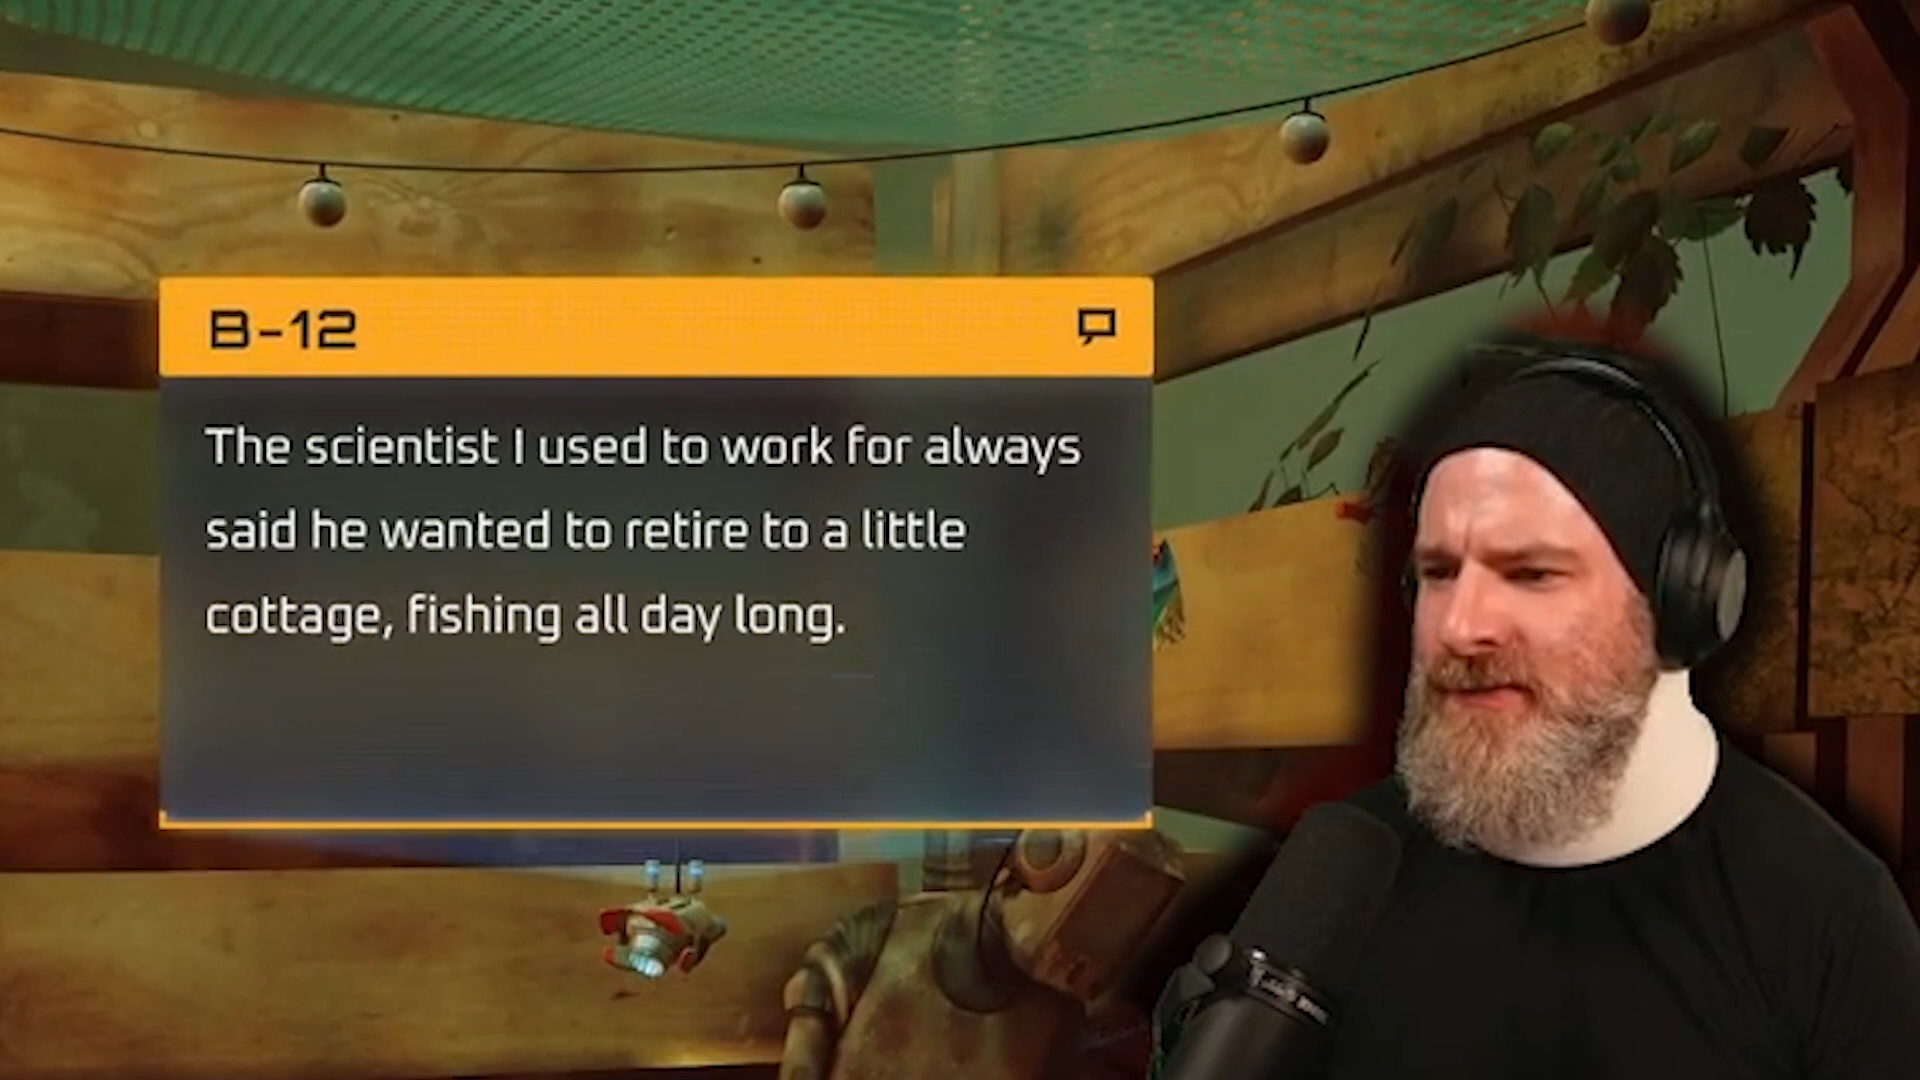 B-12
The scientist I used to work for always
said he wanted to retire to a little
cottage, fishing all day long.